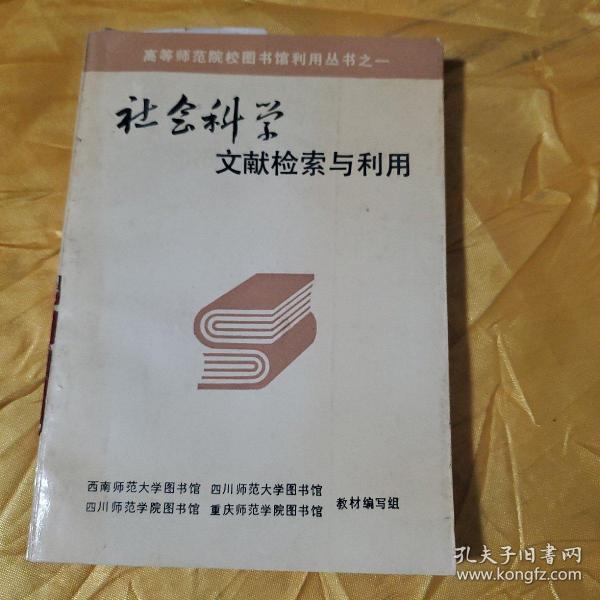 高等师范院校图书馆利用丛书之一
社会科学
文献检索与利用
西南师范大学图书馆 四川师范大学图书馆
四川师范学院图书馆 重庆师范学院图书馆 教材编写组
孔夫子旧书网
www.kongfz.com